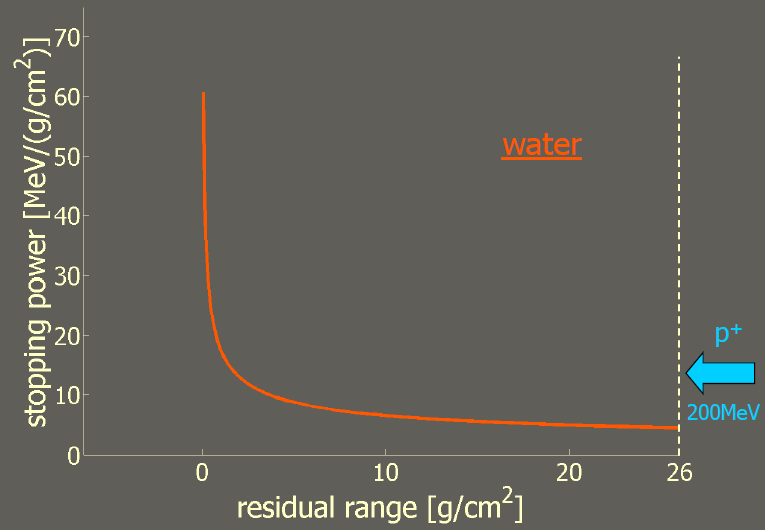 stopping power [MeV/(g/cm²)]
70
60
50
40
30
20
10
0
water
p⁺
200MeV
0 10 20 26
residual range [g/cm²]